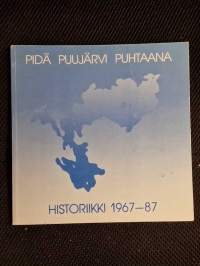 PIDÄ PUUJÄRVI PUHTAANA
HISTORIIKKI 1967—87